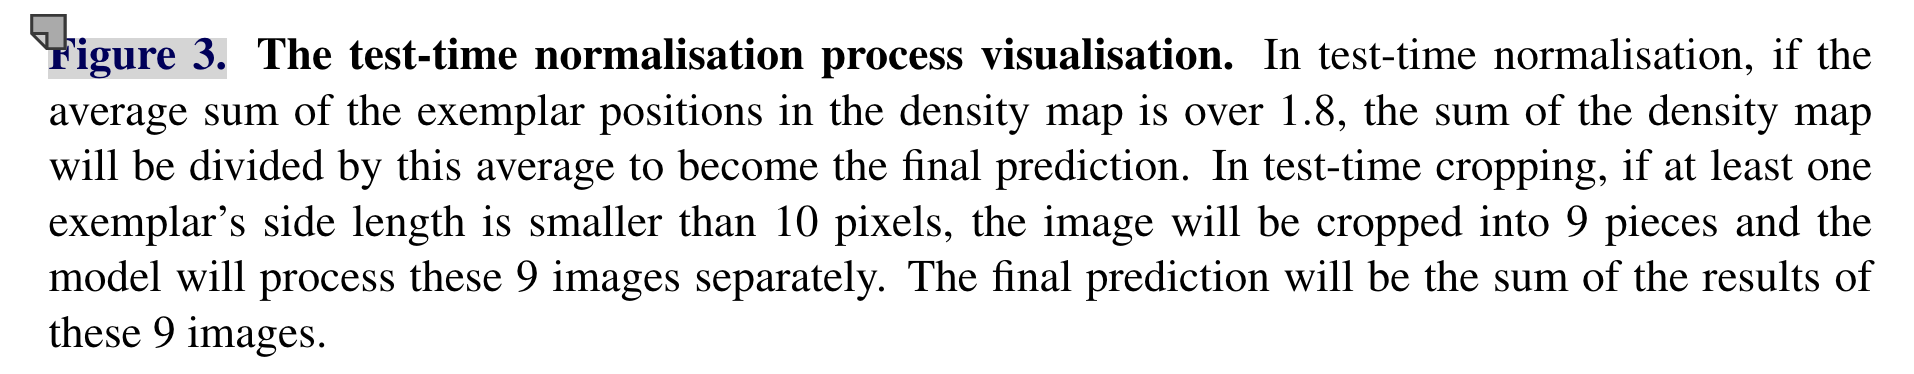 Figure 3. The test-time normalisation process visualisation. In test-time normalisation, if the
average sum of the exemplar positions in the density map is over 1.8, the sum of the density map
will be divided by this average to become the final prediction. In test-time cropping, if at least one
exemplar’s side length is smaller than 10 pixels, the image will be cropped into 9 pieces and the
model will process these 9 images separately. The final prediction will be the sum of the results of
these 9 images.